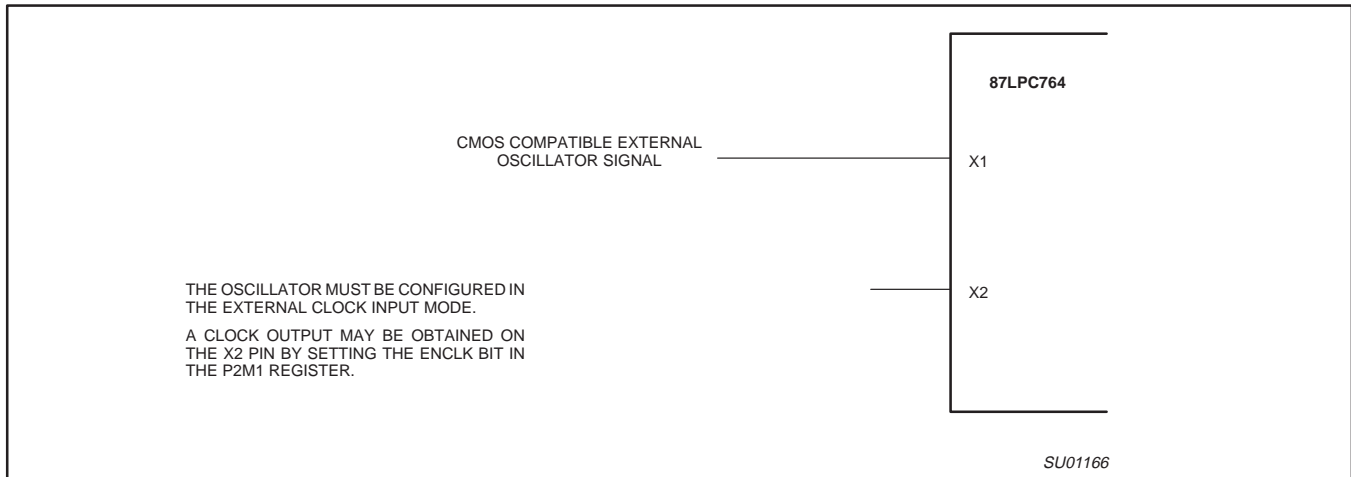 87LPC764
CMOS COMPATIBLE EXTERNAL
OSCILLATOR SIGNAL
X1
THE OSCILLATOR MUST BE CONFIGURED IN
THE EXTERNAL CLOCK INPUT MODE.
X2
A CLOCK OUTPUT MAY BE OBTAINED ON
THE X2 PIN BY SETTING THE ENCLK BIT IN
THE P2M1 REGISTER.
SU01166